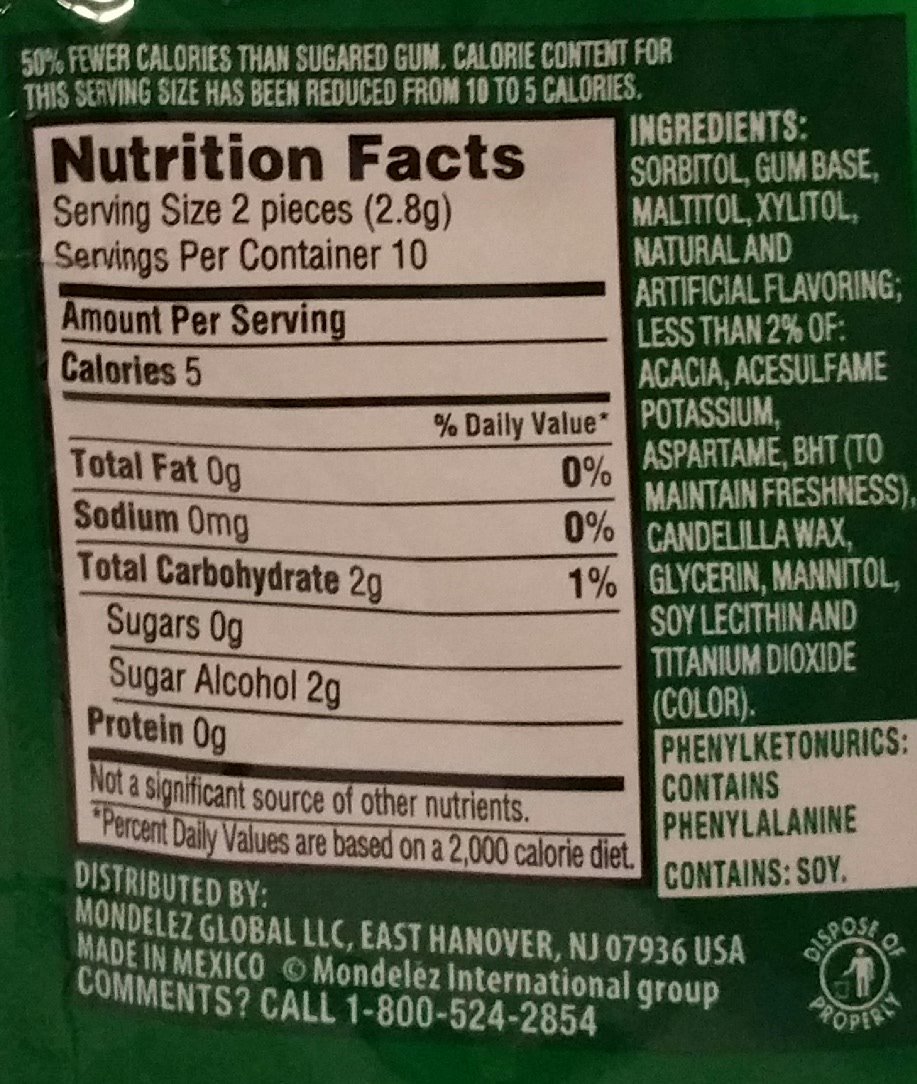 50% FEWER CALORIES THAN SUGARED GUM. CALORIE CONTENT FOR
THIS SERVING SIZE HAS BEEN REDUCED FROM 10 TO 5 CALORIES.
Nutrition Facts
Serving Size 2 pieces (2.8g)
Servings Per Container 10
Amount Per Serving
Calories 5
% Daily Value*
Total Fat 0g 0%
Sodium 0mg 0%
Total Carbohydrate 2g 1%
Sugars 0g
Sugar Alcohol 2g
Protein 0g
Not a significant source of other nutrients.
*Percent Daily Values are based on a 2,000 calorie diet.
INGREDIENTS:
SORBITOL, GUM BASE,
MALTITOL, XYLITOL,
NATURAL AND
ARTIFICIAL FLAVORING;
LESS THAN 2% OF:
ACACIA, ACESULFAME
POTASSIUM,
ASPARTAME, BHT (TO
MAINTAIN FRESHNESS),
CANDELILLA WAX,
GLYCERIN, MANNITOL,
SOY LECITHIN AND
TITANIUM DIOXIDE
(COLOR).
PHENYLKETONURICS:
CONTAINS
PHENYLALANINE
CONTAINS: SOY.
DISTRIBUTED BY:
MONDELEZ GLOBAL LLC, EAST HANOVER, NJ 07936 USA
MADE IN MEXICO © Mondelēz International group
COMMENTS? CALL 1-800-524-2854
DISPOSE OF
PROPERLY